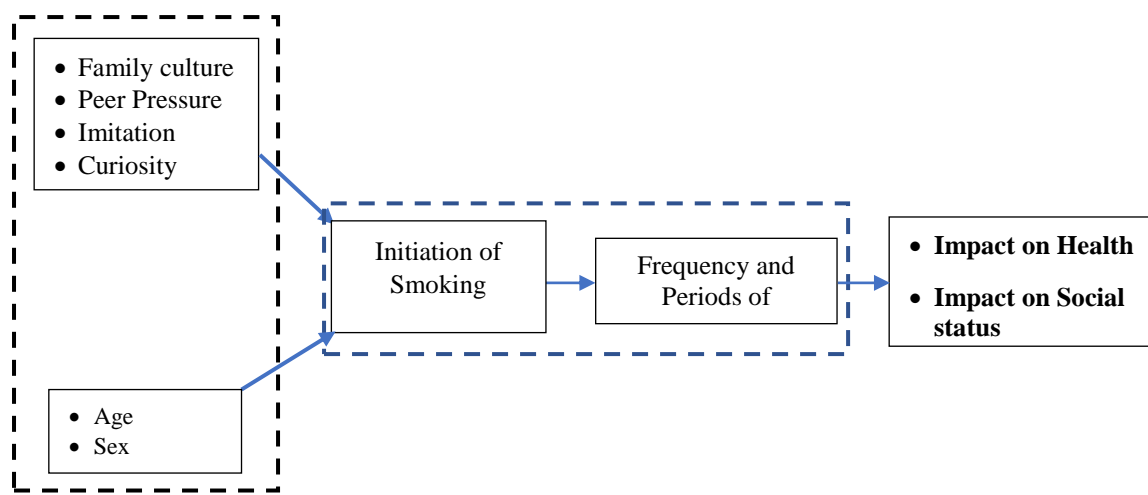 • Family culture
• Peer Pressure
• Imitation
• Curiosity
Initiation of
Smoking
Frequency and
Periods of
• Impact on Health
• Impact on Social
status
• Age
• Sex